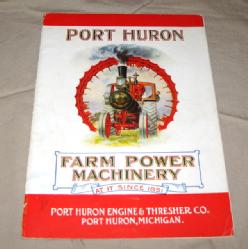 PORT HURON
FARM POWER
MACHINERY
AT IT SINCE 1851
PORT HURON ENGINE & THRESHER CO.
PORT HURON, MICHIGAN.